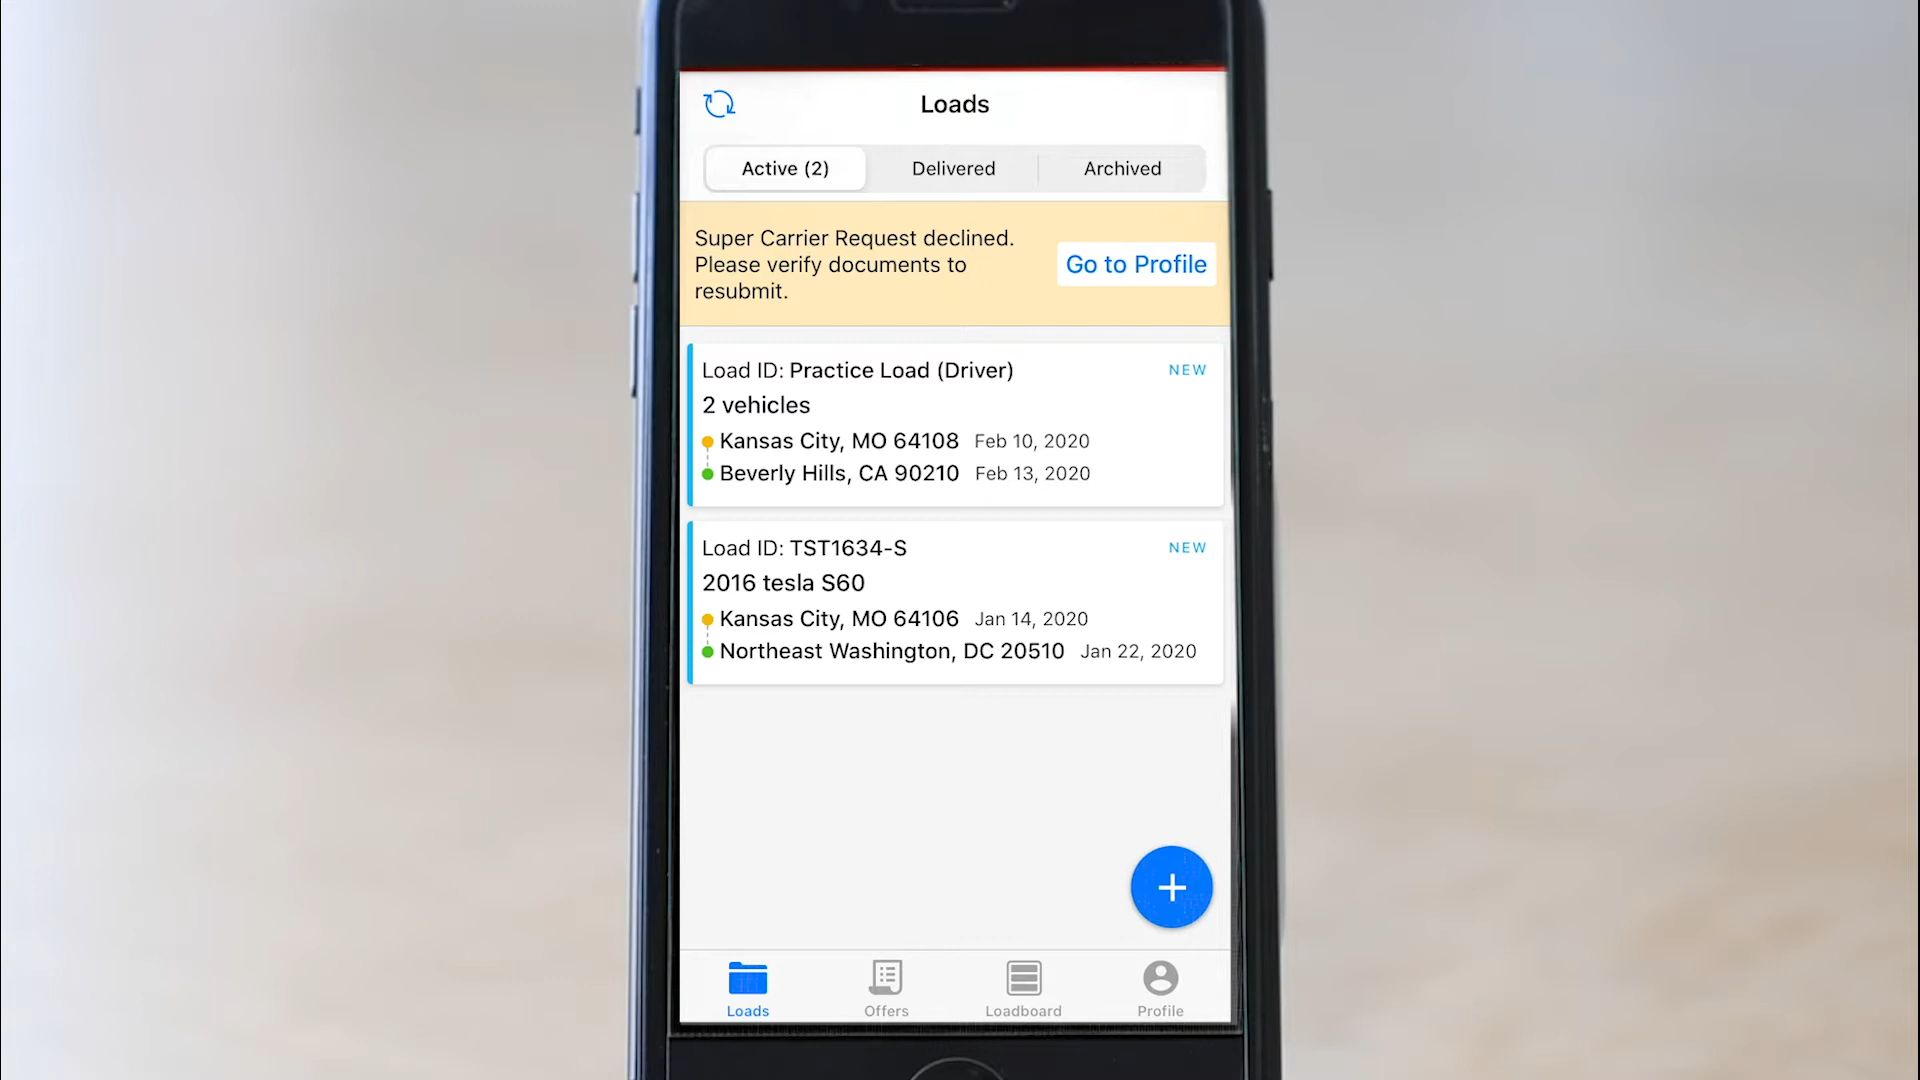 Loads
Active (2) Delivered Archived
Super Carrier Request declined.
Please verify documents to
resubmit.
Go to Profile
Load ID: Practice Load (Driver) NEW
2 vehicles
Kansas City, MO 64108 Feb 10, 2020
Beverly Hills, CA 90210 Feb 13, 2020
Load ID: TST1634-S NEW
2016 tesla S60
Kansas City, MO 64106 Jan 14, 2020
Northeast Washington, DC 20510 Jan 22, 2020
Loads Offers Loadboard Profile